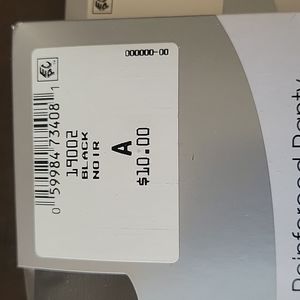 000000-00
0 59984 73408 1
19002
BLACK
NOIR
A
$10.00
Reinforced Panty